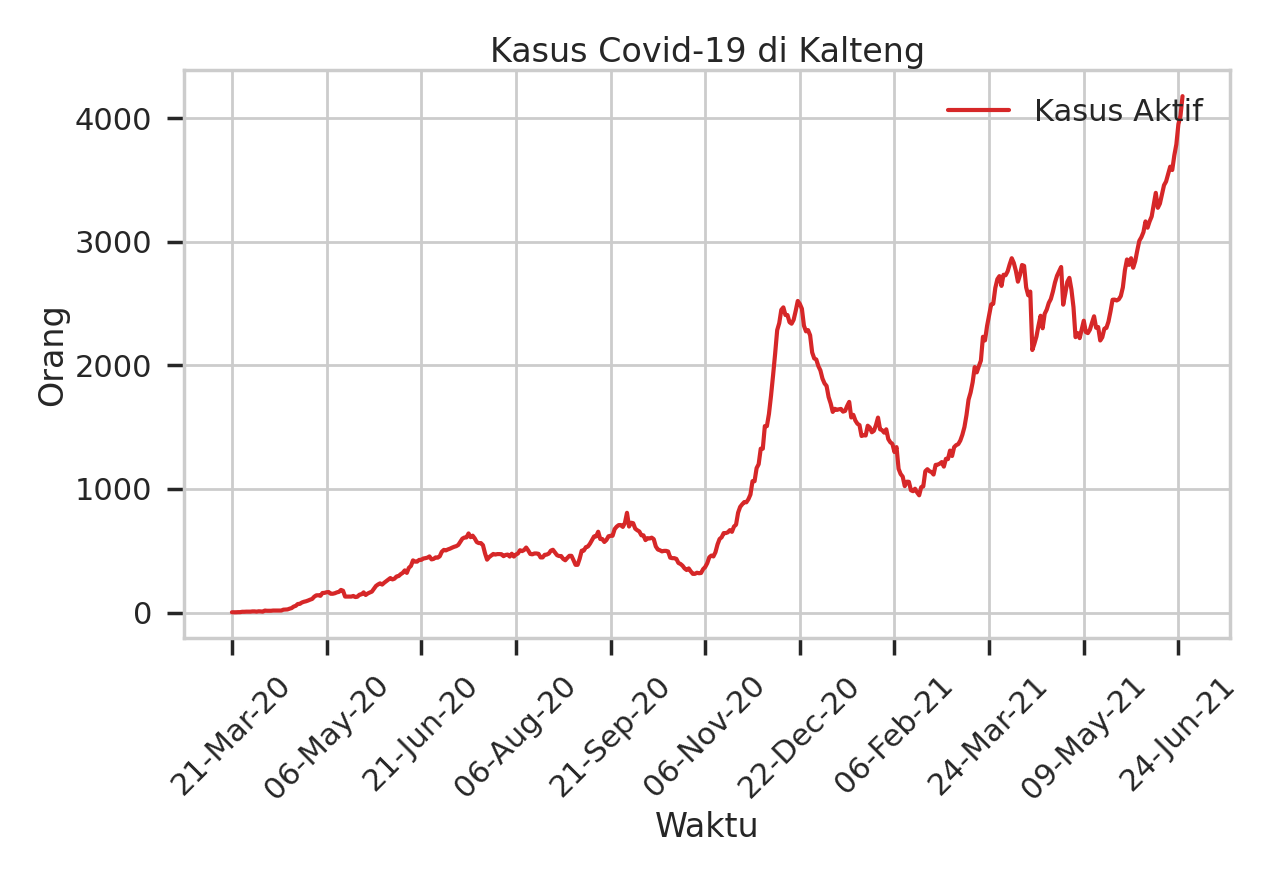 Kasus Covid-19 di Kalteng
Kasus Aktif
4000
3000
2000
1000
0
Orang
21-Mar-20
06-May-20
21-Jun-20
06-Aug-20
21-Sep-20
06-Nov-20
22-Dec-20
06-Feb-21
24-Mar-21
09-May-21
24-Jun-21
Waktu